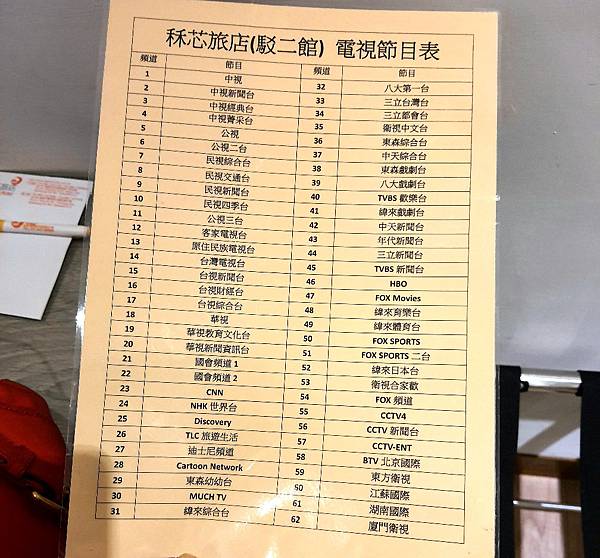 秝芯旅店(駁二館) 電視節目表
頻道 節目 頻道 節目
1 中視 32 八大第一台
2 中視新聞台 33 三立台灣台
3 中視經典台 34 三立都會台
4 中視菁采台 35 衛視中文台
5 公視 36 東森綜合台
6 公視二台 37 中天綜合台
7 民視綜合台 38 東森戲劇台
8 民視交通台 39 八大戲劇台
9 民視新聞台 40 TVBS 歡樂台
10 民視四季台 41 緯來戲劇台
11 公視三台 42 中天新聞台
12 客家電視台 43 年代新聞台
13 原住民族電視台 44 三立新聞台
14 台灣電視台 45 TVBS 新聞台
15 台視新聞台 46 HBO
16 台視財經台 47 FOX Movies
17 台視綜合台 48 緯來育樂台
18 華視 49 緯來體育台
19 華視教育文化台 50 FOX SPORTS
20 華視新聞資訊台 51 FOX SPORTS 二台
21 國會頻道 1 52 緯來日本台
22 國會頻道 2 53 衛視合家歡
23 CNN 54 FOX 頻道
24 NHK 世界台 55 CCTV4
25 Discovery 56 CCTV 新聞台
26 TLC 旅遊生活 57 CCTV-ENT
27 迪士尼頻道 58 BTV 北京國際
28 Cartoon Network 59 東方衛視
29 東森幼幼台 60 江蘇國際
30 MUCH TV 61 湖南國際
31 緯來綜合台 62 廈門衛視